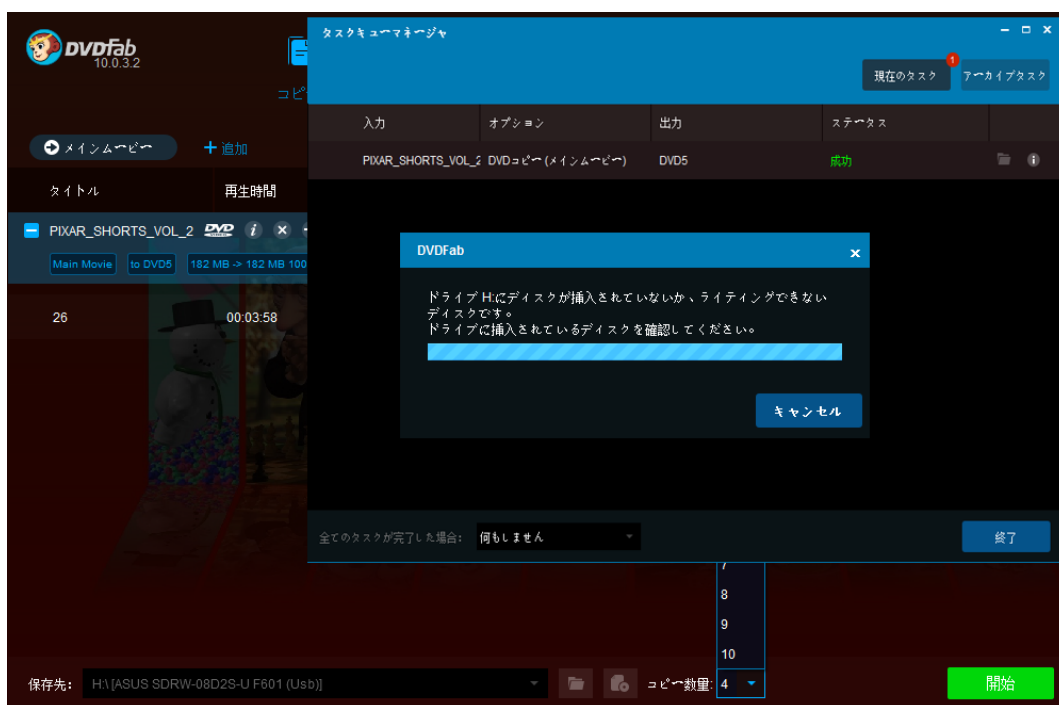 DVDFab
10.0.3.2
タスクキューマネージャ
現在のタスク
1
アーカイブタスク
コピ
入力
オプション
出力
ステータス
メインムービー
追加
PIXAR_SHORTS_VOL_2
DVDコピー(メインムービー)
DVD5
成功
タイトル
再生時間
PIXAR_SHORTS_VOL_2
DVD
Main Movie
to DVD5
182 MB -> 182 MB 100
26
00:03:58
DVDFab
ドライブ H:にディスクが挿入されていないか、ライティングできない
ディスクです。
ドライブに挿入されているディスクを確認してください。
キャンセル
全てのタスクが完了した場合:
何もしません
終了
7
8
9
10
保存先:
H:\ [ASUS SDRW-08D2S-U F601 (Usb)]
コピー数量:
4
開始